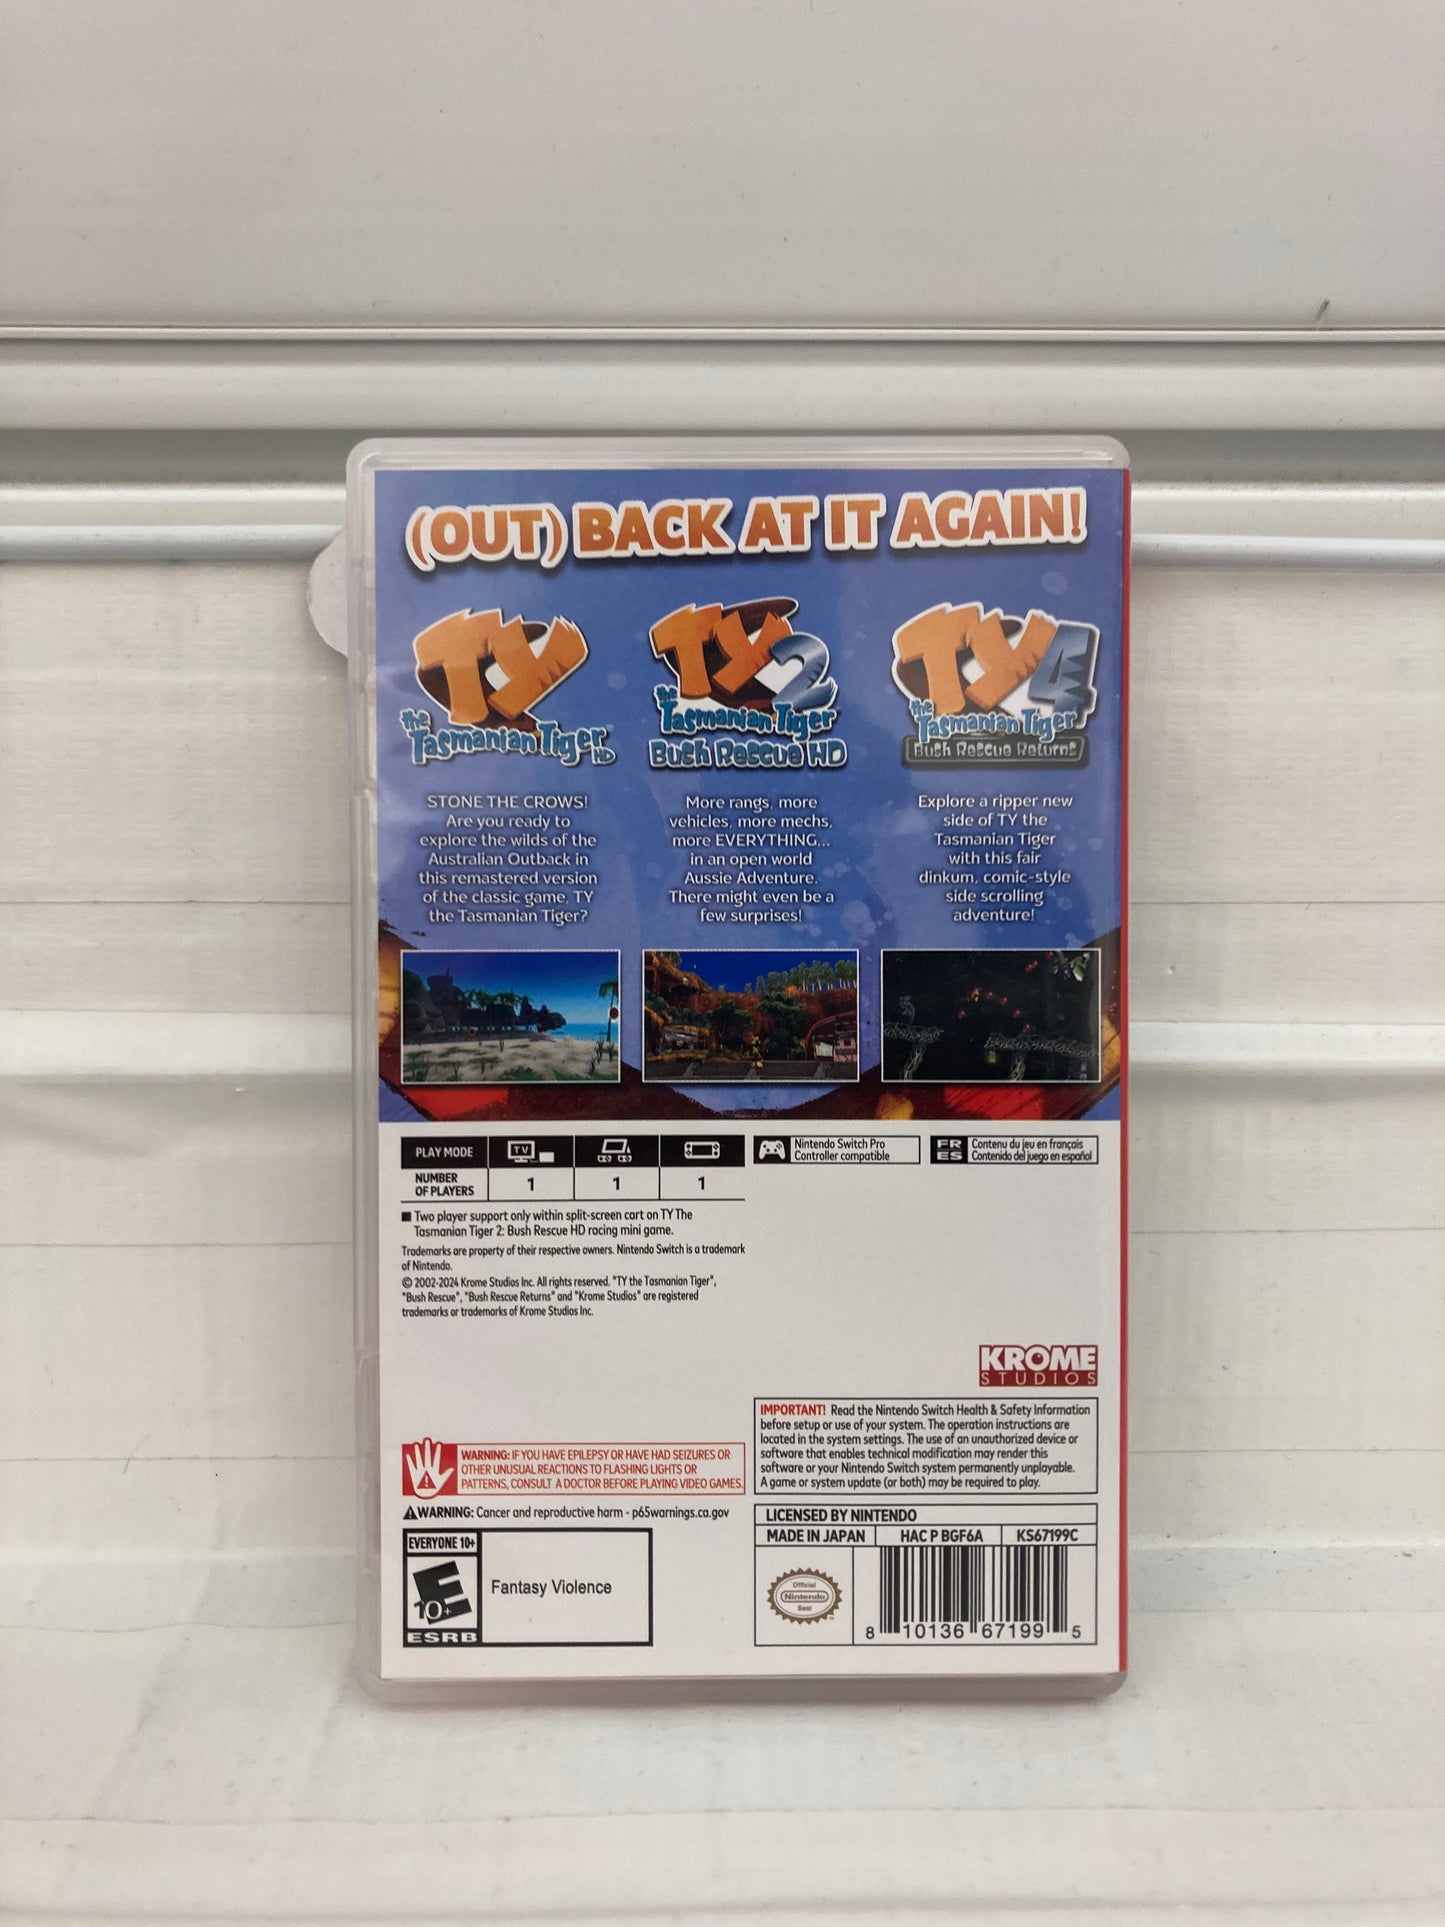 (OUT) BACK AT IT AGAIN!
TY
the
Tasmanian Tiger
HD
TY2
the
Tasmanian Tiger
Bush Rescue HD
TY4
the
Tasmanian Tiger
Bush Rescue Returns
STONE THE CROWS!
Are you ready to
explore the wilds of the
Australian Outback in
this remastered version
of the classic game, TY
the Tasmanian Tiger?
More rangs, more
vehicles, more mechs,
more EVERYTHING...
in an open world
Aussie Adventure.
There might even be a
few surprises!
Explore a ripper new
side of TY the
Tasmanian Tiger
with this fair
dinkum, comic-style
side scrolling
adventure!
PLAY MODE
TV
NUMBER
OF PLAYERS
1 1 1
Nintendo Switch Pro
Controller compatible
FR
ES
Contenu du jeu en français
Contenido del juego en español
■ Two player support only within split-screen cart on TY The
Tasmanian Tiger 2: Bush Rescue HD racing mini game.
Trademarks are property of their respective owners. Nintendo Switch is a trademark
of Nintendo.
© 2002-2024 Krome Studios Inc. All rights reserved. "TY the Tasmanian Tiger",
"Bush Rescue", "Bush Rescue Returns" and "Krome Studios" are registered
trademarks or trademarks of Krome Studios Inc.
KROME
STUDIOS
WARNING: IF YOU HAVE EPILEPSY OR HAVE HAD SEIZURES OR
OTHER UNUSUAL REACTIONS TO FLASHING LIGHTS OR
PATTERNS, CONSULT A DOCTOR BEFORE PLAYING VIDEO GAMES.
IMPORTANT! Read the Nintendo Switch Health & Safety Information
before setup or use of your system. The operation instructions are
located in the system settings. The use of an unauthorized device or
software that enables technical modification may render this
software or your Nintendo Switch system permanently unplayable.
A game or system update (or both) may be required to play.
⚠WARNING: Cancer and reproductive harm - p65warnings.ca.gov
EVERYONE 10+
E
10+
ESRB
Fantasy Violence
LICENSED BY NINTENDO
MADE IN JAPAN
HAC P BGF6A
KS67199C
Official
Nintendo
Seal
8 10136 67199 5